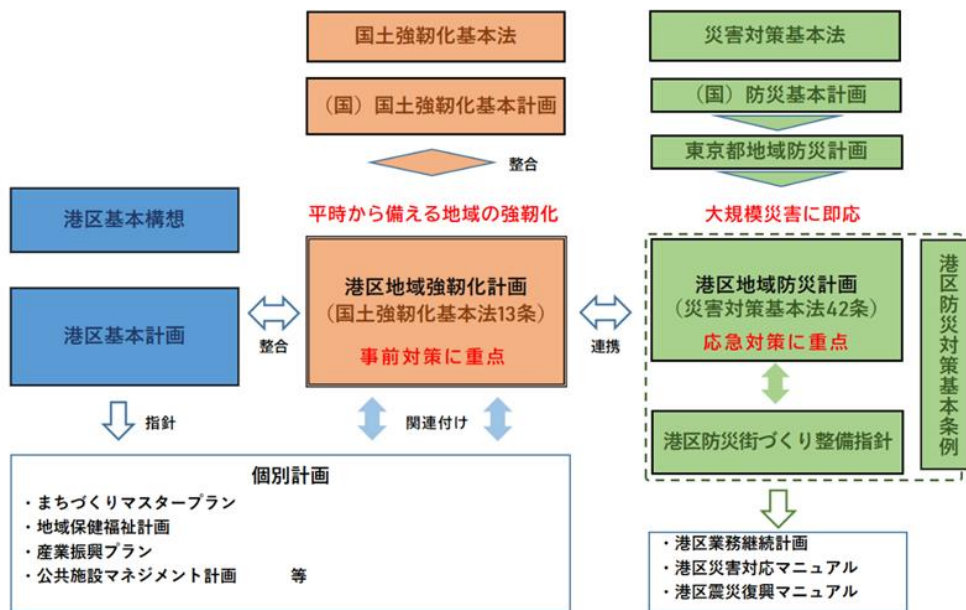 国土強靭化基本法
災害対策基本法
（国）国土強靭化基本計画
（国）防災基本計画
整合
東京都地域防災計画
港区基本構想
平時から備える地域の強靭化
大規模災害に即応
港区基本計画
整合
港区地域強靭化計画
（国土強靭化基本法13条）
事前対策に重点
連携
港区地域防災計画
（災害対策基本法42条）
応急対策に重点
港区防災対策基本条例
指針
関連付け
港区防災街づくり整備指針
個別計画
・まちづくりマスタープラン
・地域保健福祉計画
・産業振興プラン
・公共施設マネジメント計画　　　等
・港区業務継続計画
・港区災害対応マニュアル
・港区震災復興マニュアル